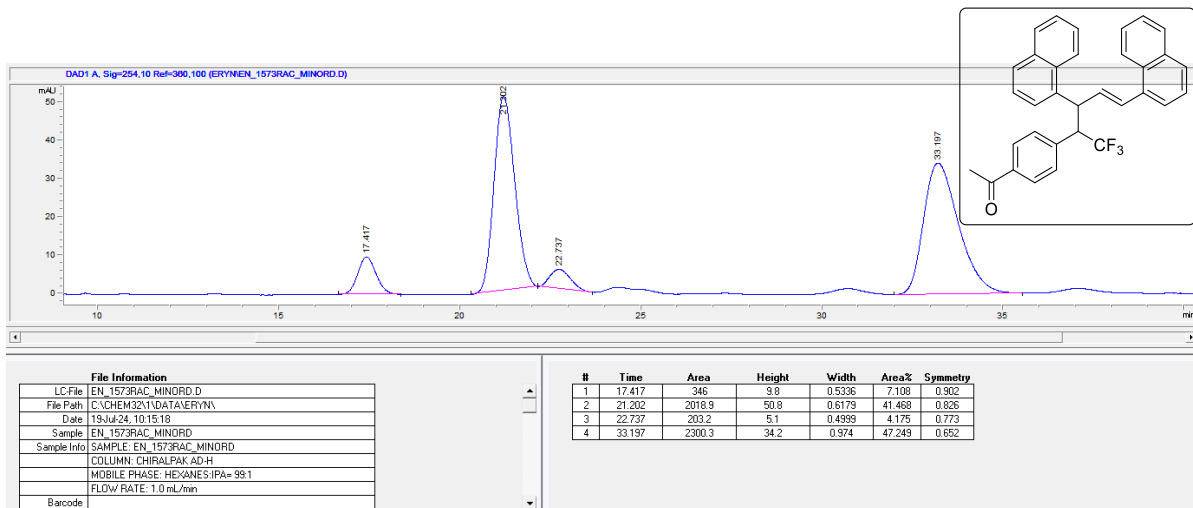 DAD1 A, Sig=254,10 Ref=360,100 (ERYN\EN_1573RAC_MINORD.D)
mAU
50
40
30
20
10
0
17.417
21.202
22.737
33.197
10 15 20 25 30 35 min
CF3
O
File Information
LC-File EN_1573RAC_MINORD.D
File Path C:\CHEM32\1\DATA\ERYN\
Date 19-Jul-24, 10:15:18
Sample EN_1573RAC_MINORD
Sample Info SAMPLE: EN_1573RAC_MINORD
COLUMN: CHIRALPAK AD-H
MOBILE PHASE: HEXANES:IPA= 99:1
FLOW RATE: 1.0 mL/min
Barcode
# Time Area Height Width Area% Symmetry
1 17.417 346 9.8 0.5336 7.108 0.902
2 21.202 2018.9 50.8 0.6179 41.468 0.826
3 22.737 203.2 5.1 0.4999 4.175 0.773
4 33.197 2300.3 34.2 0.974 47.249 0.652